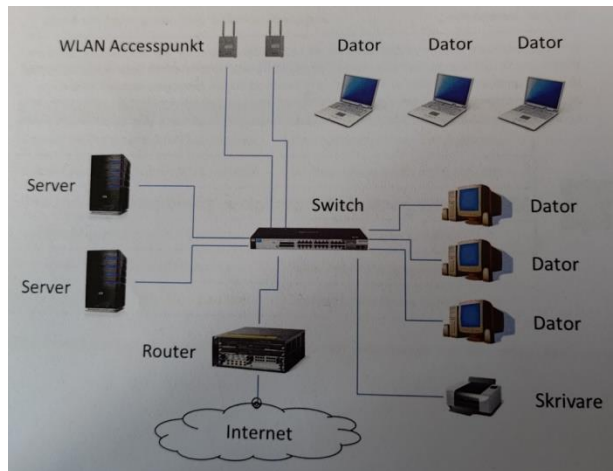 WLAN Accesspunkt
Dator
Dator
Dator
Server
Switch
Dator
Server
Dator
Router
Dator
Internet
Skrivare